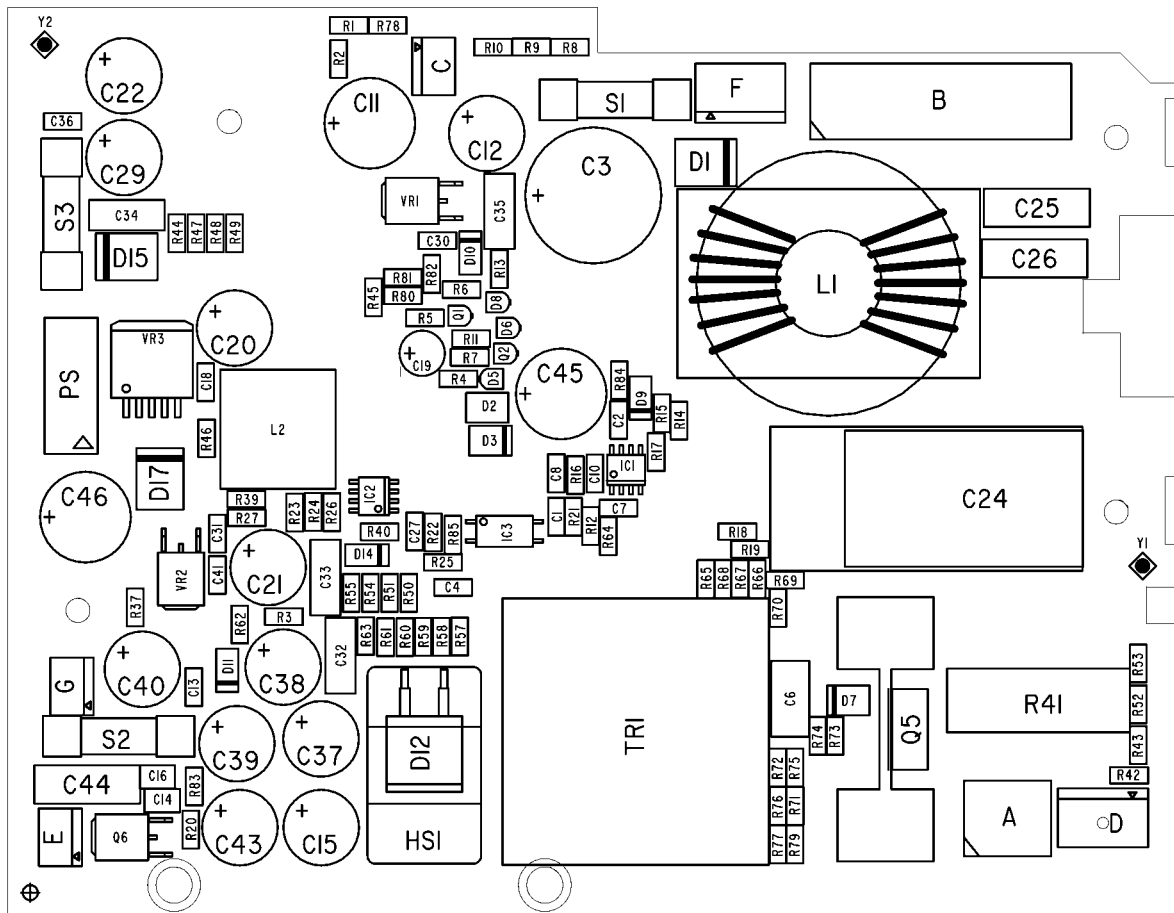 Y2
R1 R78
R2
C
R10 R9 R8
C22
C11
S1
F
B
C36
C12
C29
C3
D1
S3
C34
VR1
C35
C25
R44 R47 R48 R49
D15
C30
D10
R13
C26
R82
R81
R45
R80
R6
L1
D8
R5
Q1
D6
C20
VR3
R11
C19
R7
Q2
PS
C18
R4
D5
C45
R84
D9
D2
C2
R15
R14
L2
R46
D3
R17
C8 R16 C10
IC1
D17
C46
IC2
C24
R39
R23 R24 R26
R27
C1 R21
C7
C31
R40
C27 R22 R85
IC3
R12
R64
R18
R19
D14
R25
Y1
VR2
C41
C21
C33
R55 R54 R51 R50
C4
R65 R68 R67 R66
R69
R37
R62
R3
R70
R63 R61 R60 R59 R58 R57
C32
G
C40
C13
D11
C38
C6
D7
R53
R41
R52
S2
C39
C37
D12
TR1
R74 R73
Q5
R43
C44
C16
R83
R72 R75
R42
C14
E
Q6
R20
C43
C15
HS1
R76 R71
A
D
R77 R79